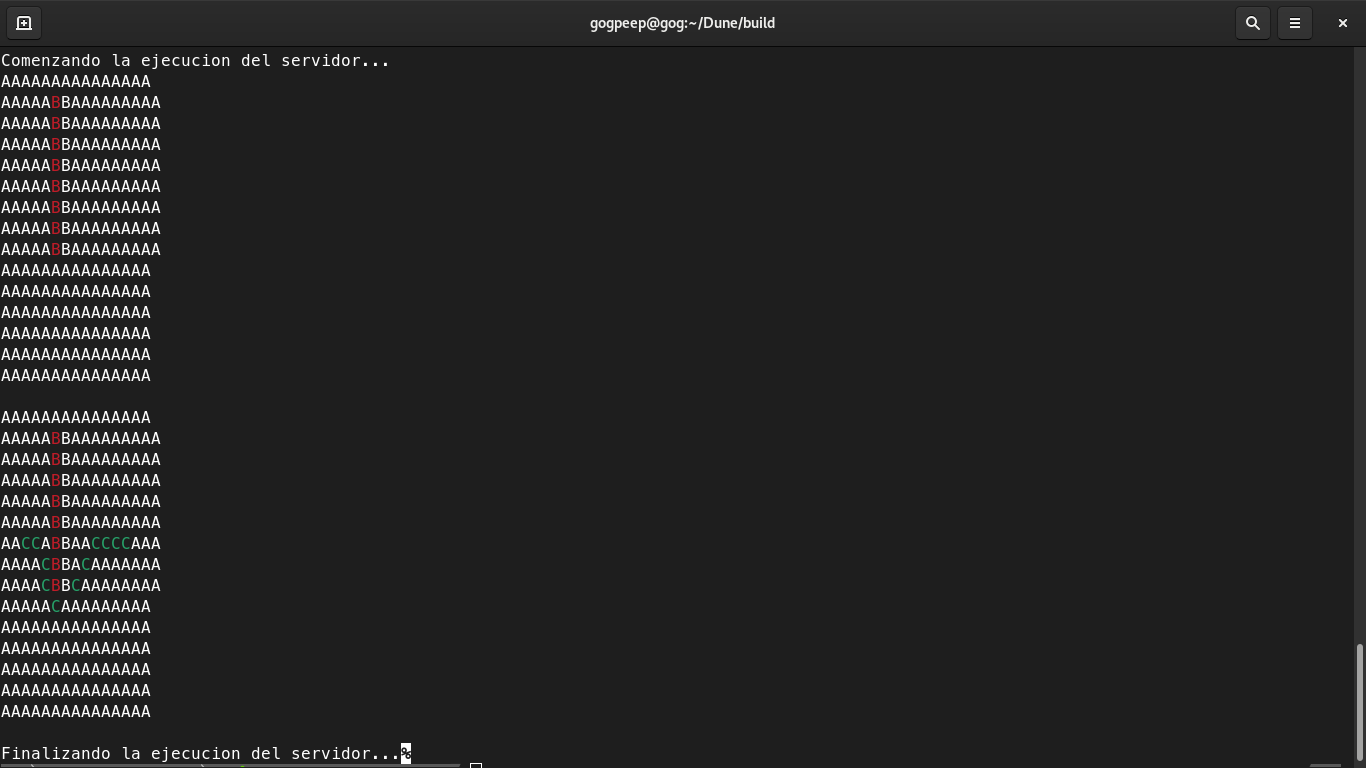 gogpeep@gog:~/Dune/build
Comenzando la ejecucion del servidor...
AAAAAAAAAAAAAAA
AAAAABBAAAAAAAAA
AAAAABBAAAAAAAAA
AAAAABBAAAAAAAAA
AAAAABBAAAAAAAAA
AAAAABBAAAAAAAAA
AAAAABBAAAAAAAAA
AAAAABBAAAAAAAAA
AAAAABBAAAAAAAAA
AAAAAAAAAAAAAAA
AAAAAAAAAAAAAAA
AAAAAAAAAAAAAAA
AAAAAAAAAAAAAAA
AAAAAAAAAAAAAAA
AAAAAAAAAAAAAAA
AAAAAAAAAAAAAAA
AAAAABBAAAAAAAAA
AAAAABBAAAAAAAAA
AAAAABBAAAAAAAAA
AAAAABBAAAAAAAAA
AAAAABBAAAAAAAAA
AACCABBAACCCCAAA
AAAACBBACAAAAAAA
AAAACBBCAAAAAAAA
AAAAACAAAAAAAAA
AAAAAAAAAAAAAAA
AAAAAAAAAAAAAAA
AAAAAAAAAAAAAAA
AAAAAAAAAAAAAAA
AAAAAAAAAAAAAAA
Finalizando la ejecucion del servidor...%